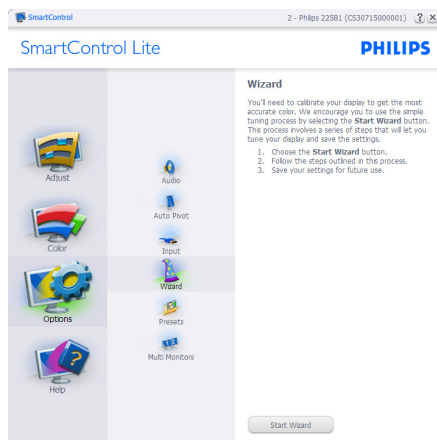 SmartControl
2 - Philips 225B1 (CS30715000001)
SmartControl Lite
PHILIPS
Adjust
Color
Options
Help
Audio
Auto Pivot
Input
Wizard
Presets
Multi Monitors
Wizard
You'll need to calibrate your display to get the most
accurate color. We encourage you to use the simple
tuning process by selecting the Start Wizard button.
This process involves a series of steps that will let you
tune your display and save the settings.
1. Choose the Start Wizard button.
2. Follow the steps outlined in this process.
3. Save your settings for future use.
Start Wizard